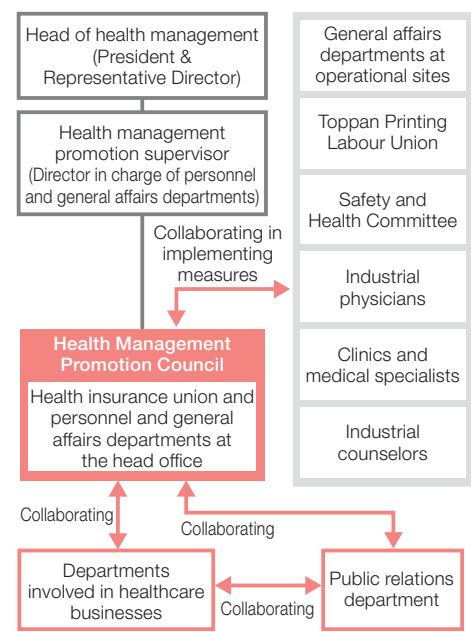 Head of health management
(President &
Representative Director)
Health management
promotion supervisor
(Director in charge of personnel
and general affairs departments)
Collaborating in
implementing
measures
Health Management
Promotion Council
Health insurance union and
personnel and general
affairs departments at
the head office
General affairs
departments at
operational sites
Toppan Printing
Labour Union
Safety and
Health Committee
Industrial
physicians
Clinics and
medical specialists
Industrial
counselors
Collaborating
Collaborating
Departments
involved in healthcare
businesses
Collaborating
Public relations
department